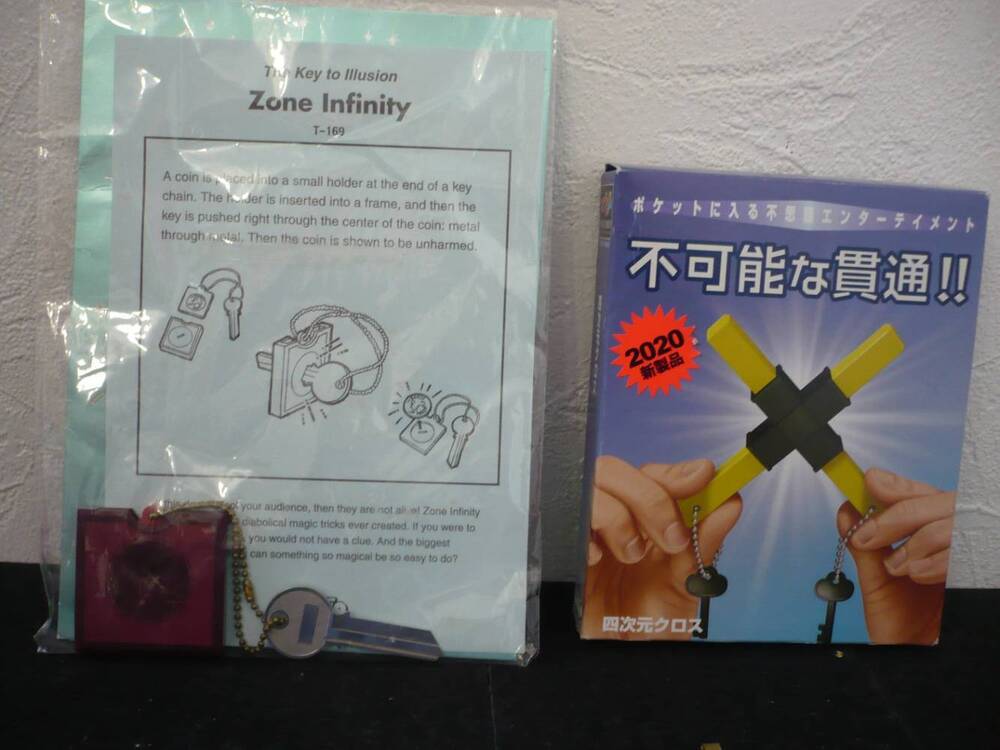 The Key to Illusion
Zone Infinity
T-169
A coin is placed into a small holder at the end of a key
chain. The holder is inserted into a frame, and then the
key is pushed right through the center of the coin: metal
through metal. Then the coin is shown to be unharmed.
your audience, then they are not alive! Zone Infinity
diabolical magic tricks ever created. If you were to
you would not have a clue. And the biggest
can something so magical be so easy to do?
ポケットに入る不思議エンターテイメント
不可能な貫通!!
2020
新製品
四次元クロス